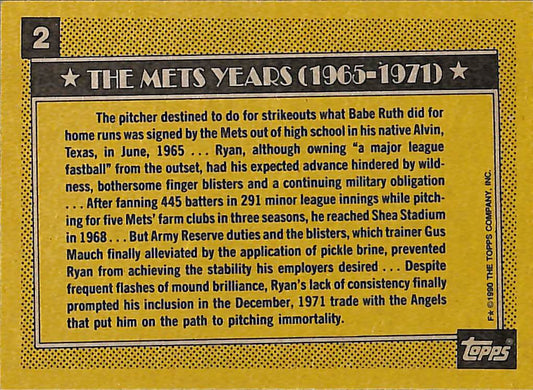 2
★ THE METS YEARS (1965-1971) ★
The pitcher destined to do for strikeouts what Babe Ruth did for
home runs was signed by the Mets out of high school in his native Alvin,
Texas, in June, 1965 ... Ryan, although owning "a major league
fastball" from the outset, had his expected advance hindered by wild-
ness, bothersome finger blisters and a continuing military obligation
... After fanning 445 batters in 291 minor league innings while pitch-
ing for five Mets' farm clubs in three seasons, he reached Shea Stadium
in 1968 ... But Army Reserve duties and the blisters, which trainer Gus
Mauch finally alleviated by the application of pickle brine, prevented
Ryan from achieving the stability his employers desired ... Despite
frequent flashes of mound brilliance, Ryan's lack of consistency finally
prompted his inclusion in the December, 1971 trade with the Angels
that put him on the path to pitching immortality.
F★ ©1990 THE TOPPS COMPANY, INC.
topps®